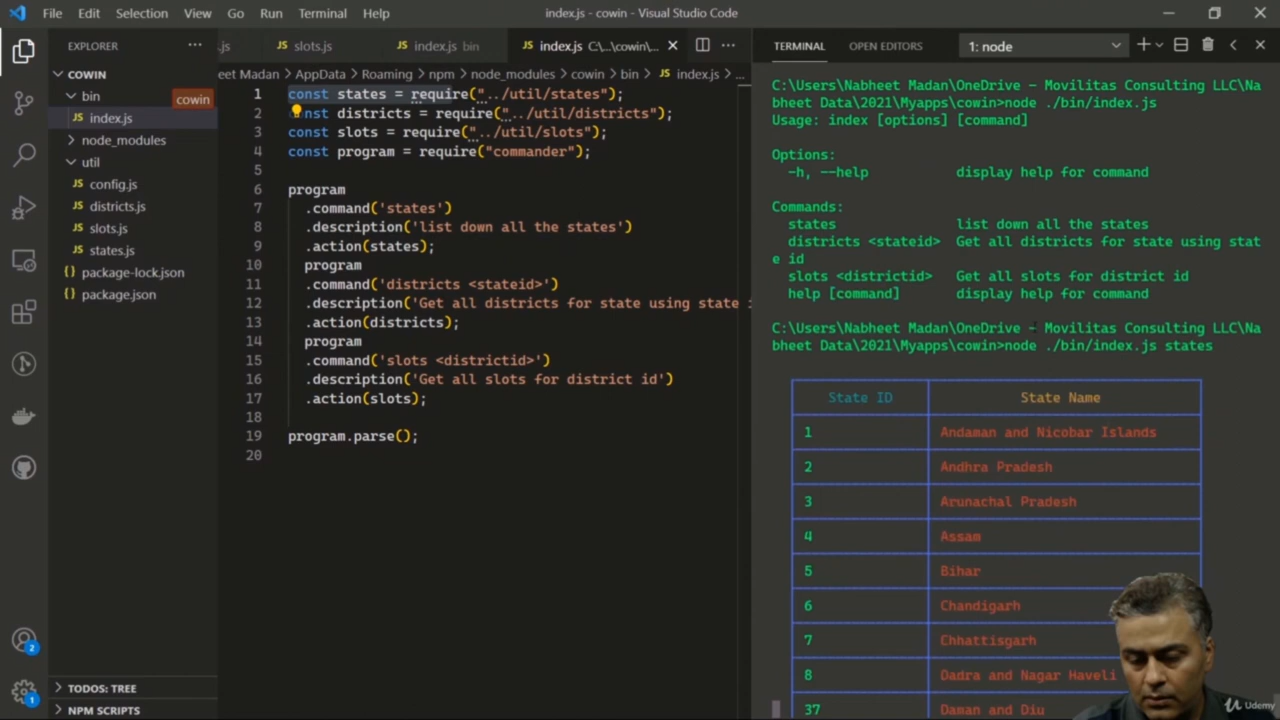 File Edit Selection View Go Run Terminal Help
index.js - cowin - Visual Studio Code
EXPLORER
COWIN
bin
cowin
index.js
node_modules
util
config.js
districts.js
slots.js
states.js
package-lock.json
package.json
TODOS: TREE
NPM SCRIPTS
2
1
.js slots.js index.js bin index.js C:\...\cowin\...
eet Madan > AppData > Roaming > npm > node_modules > cowin > bin > index.js > ...
1 const states = require("../util/states");
2 const districts = require("../util/districts");
3 const slots = require("../util/slots");
4 const program = require("commander");
5
6 program
7 .command('states')
8 .description('list down all the states')
9 .action(states);
10 program
11 .command('districts <stateid>')
12 .description('Get all districts for state using state i
13 .action(districts);
14 program
15 .command('slots <districtid>')
16 .description('Get all slots for district id')
17 .action(slots);
18
19 program.parse();
20
TERMINAL OPEN EDITORS 1: node
C:\Users\Nabheet Madan\OneDrive - Movilitas Consulting LLC\Na
bheet Data\2021\Myapps\cowin>node ./bin/index.js
Usage: index [options] [command]
Options:
-h, --help display help for command
Commands:
states list down all the states
districts <stateid> Get all districts for state using stat
e id
slots <districtid> Get all slots for district id
help [command] display help for command
C:\Users\Nabheet Madan\OneDrive - Movilitas Consulting LLC\Na
bheet Data\2021\Myapps\cowin>node ./bin/index.js states
State ID State Name
1 Andaman and Nicobar Islands
2 Andhra Pradesh
3 Arunachal Pradesh
4 Assam
5 Bihar
6 Chandigarh
7 Chhattisgarh
8 Dadra and Nagar Haveli
37 Daman and Diu
Udemy